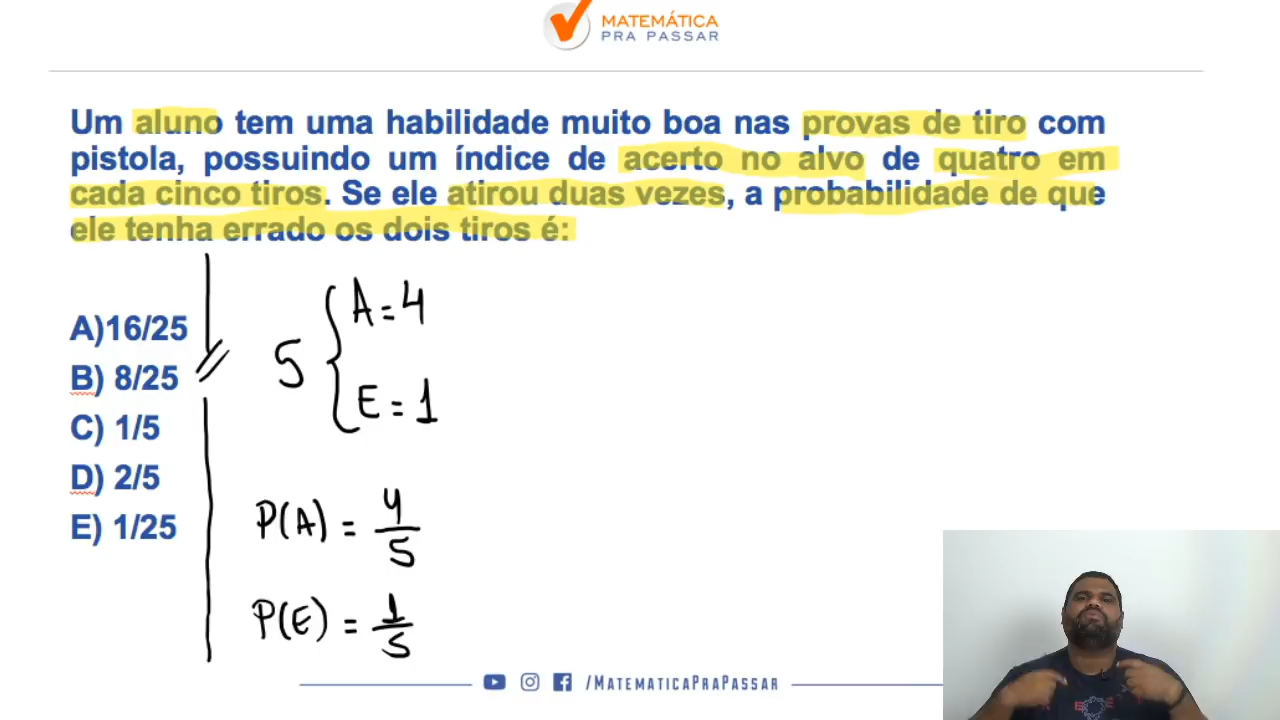 MATEMÁTICA
PRA PASSAR
Um aluno tem uma habilidade muito boa nas provas de tiro com
pistola, possuindo um índice de acerto no alvo de quatro em
cada cinco tiros. Se ele atirou duas vezes, a probabilidade de que
ele tenha errado os dois tiros é:
A)16/25
B) 8/25
C) 1/5
D) 2/5
E) 1/25
5 { A = 4
E = 1
P(A) = 4/5
P(E) = 1/5
/MATEMATICAPRAPASSAR